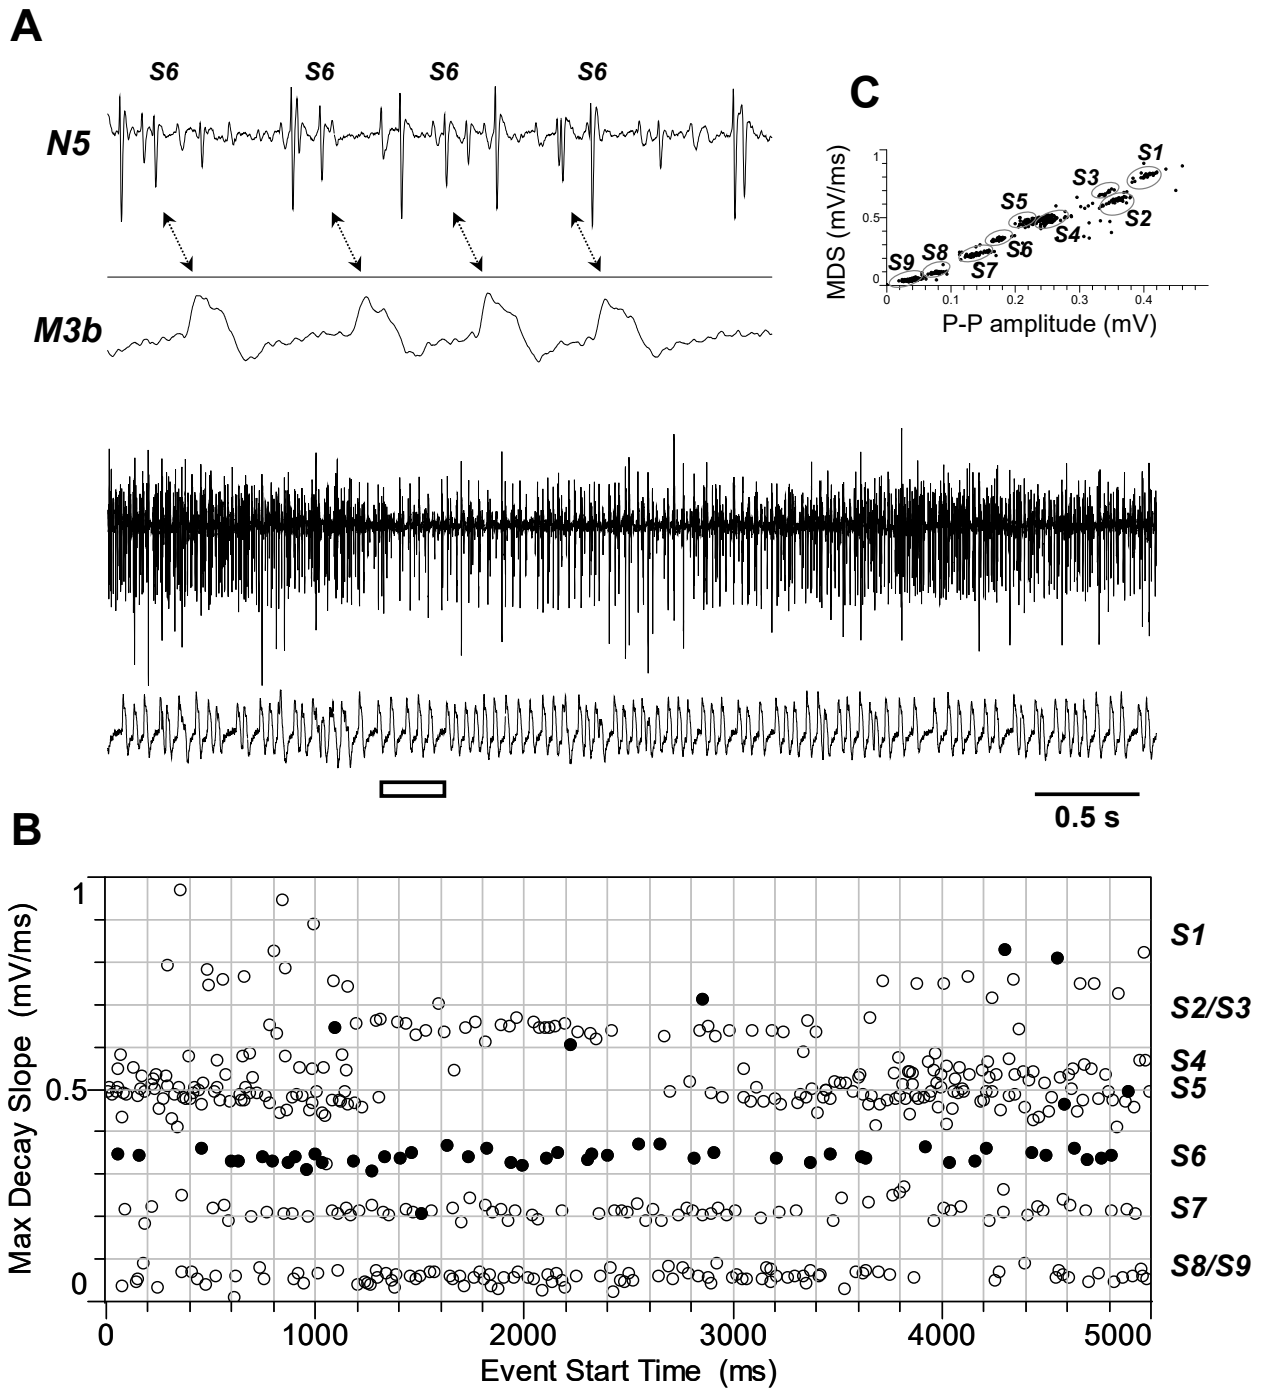 A
S6 S6 S6 S6
N5
M3b
C
MDS (mV/ms)
1
0.5
0
S1
S3
S2
S5
S4
S6
S7
S8
S9
0 0.1 0.2 0.3 0.4
P-P amplitude (mV)
0.5 s
B
Max Decay Slope (mV/ms)
1
0.5
0
S1
S2/S3
S4
S5
S6
S7
S8/S9
0 1000 2000 3000 4000 5000
Event Start Time (ms)